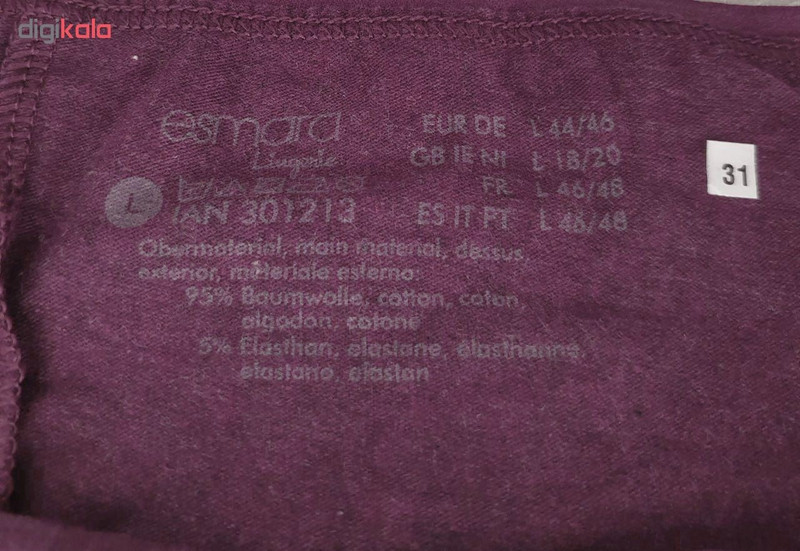 digikala
esmara
Lingerie
L
IAN 301213
EUR DE L 44/46
GB IE NI L 18/20
FR L 46/48
ES IT PT L 46/48
31
Obermaterial, main material, dessus,
exterior, materiale esterno:
95% Baumwolle, cotton, coton,
algodon, cotone
5% Elasthan, elastane, élasthanne,
elastano, elastan